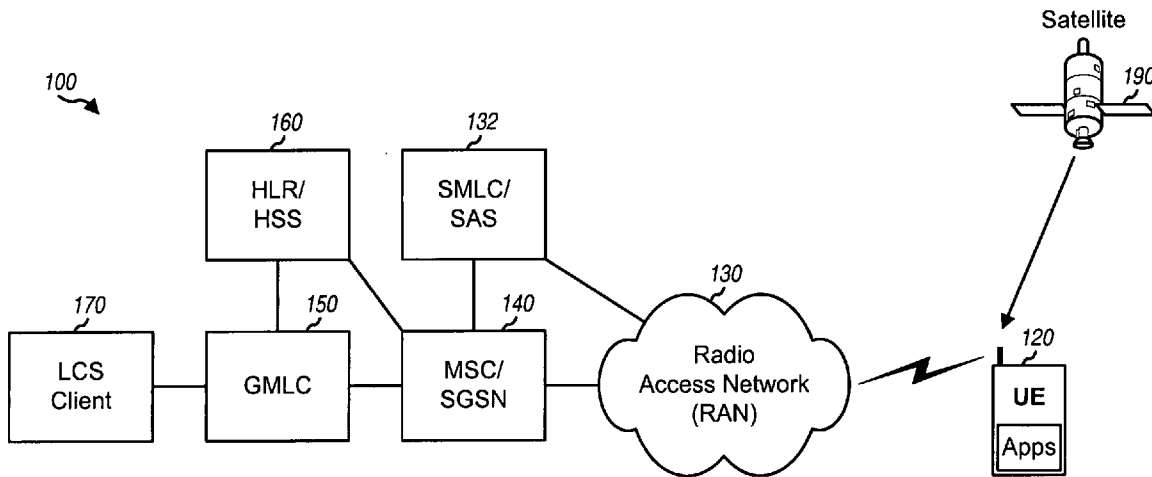 Satellite
100
190
160
132
HLR/
HSS
SMLC/
SAS
130
170
150
140
120
LCS
Client
GMLC
MSC/
SGSN
Radio
Access Network
(RAN)
UE
Apps